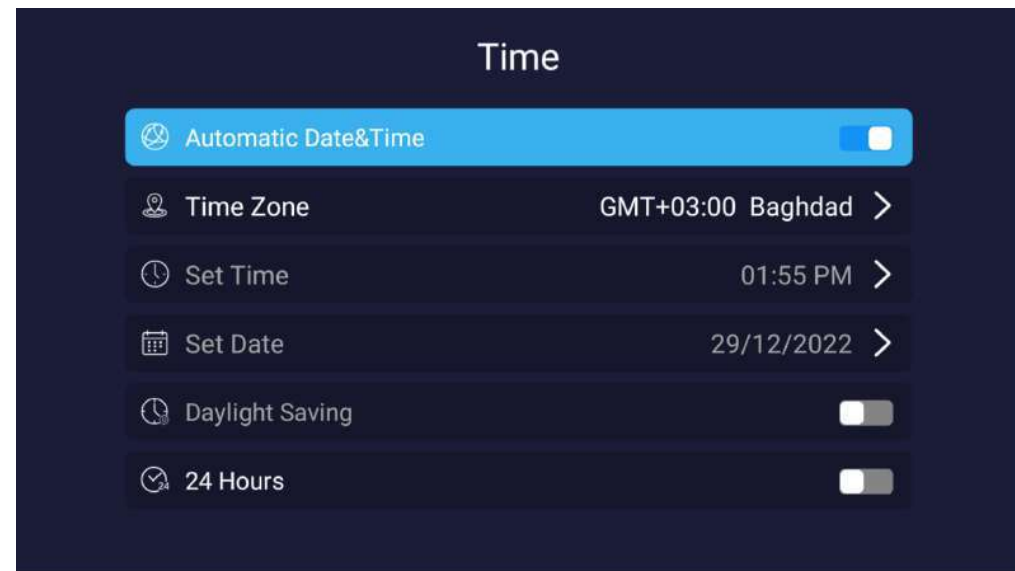 Time
Automatic Date&Time
Time Zone GMT+03:00 Baghdad
Set Time 01:55 PM
Set Date 29/12/2022
Daylight Saving
24 Hours